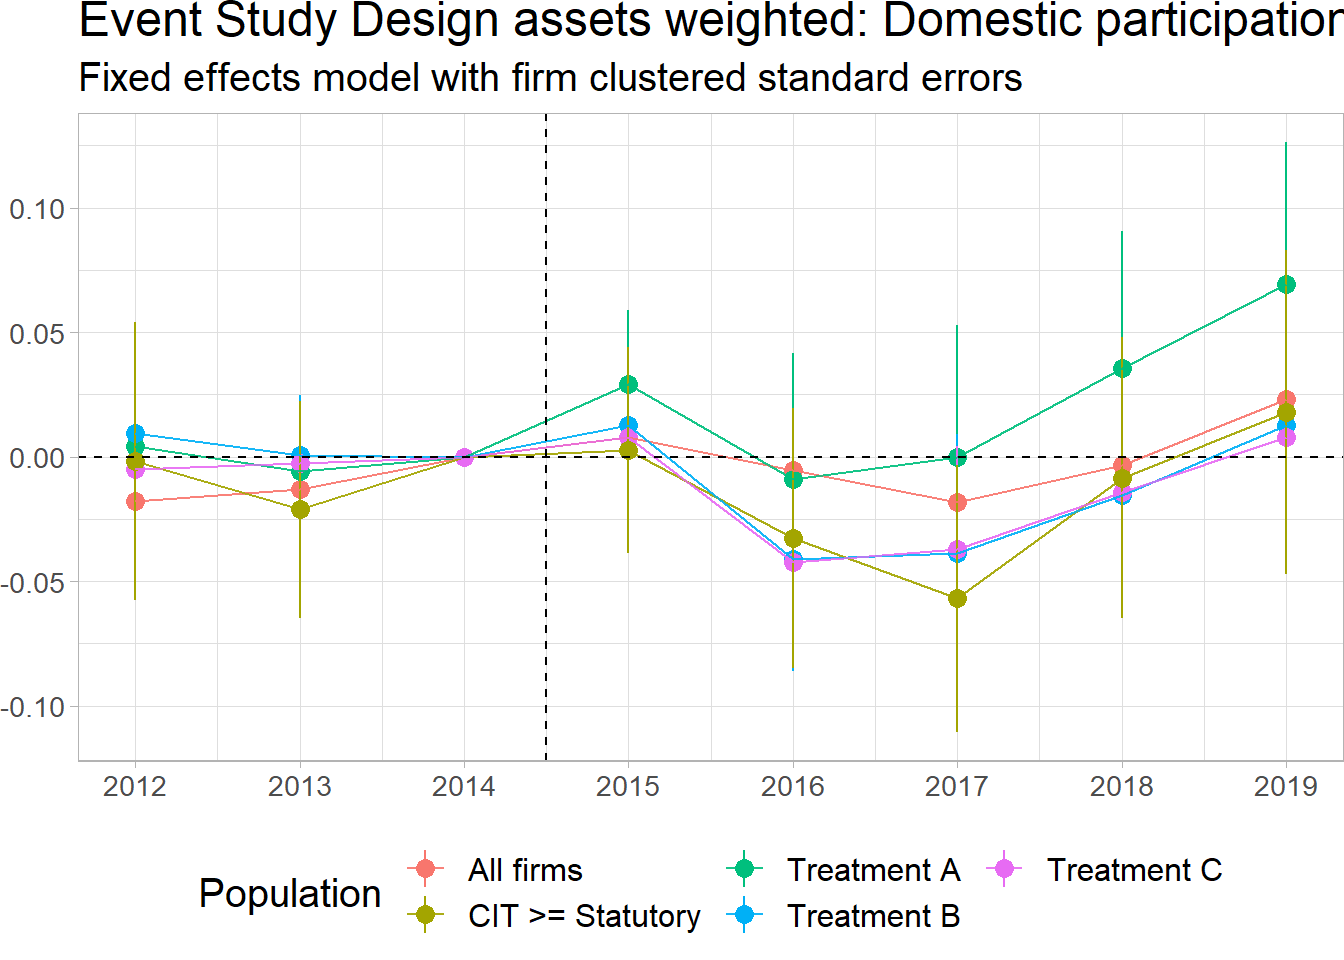 Event Study Design assets weighted: Domestic participation
Fixed effects model with firm clustered standard errors
0.10
0.05
0.00
-0.05
-0.10
2012 2013 2014 2015 2016 2017 2018 2019
Population
All firms Treatment A Treatment C
CIT >= Statutory Treatment B